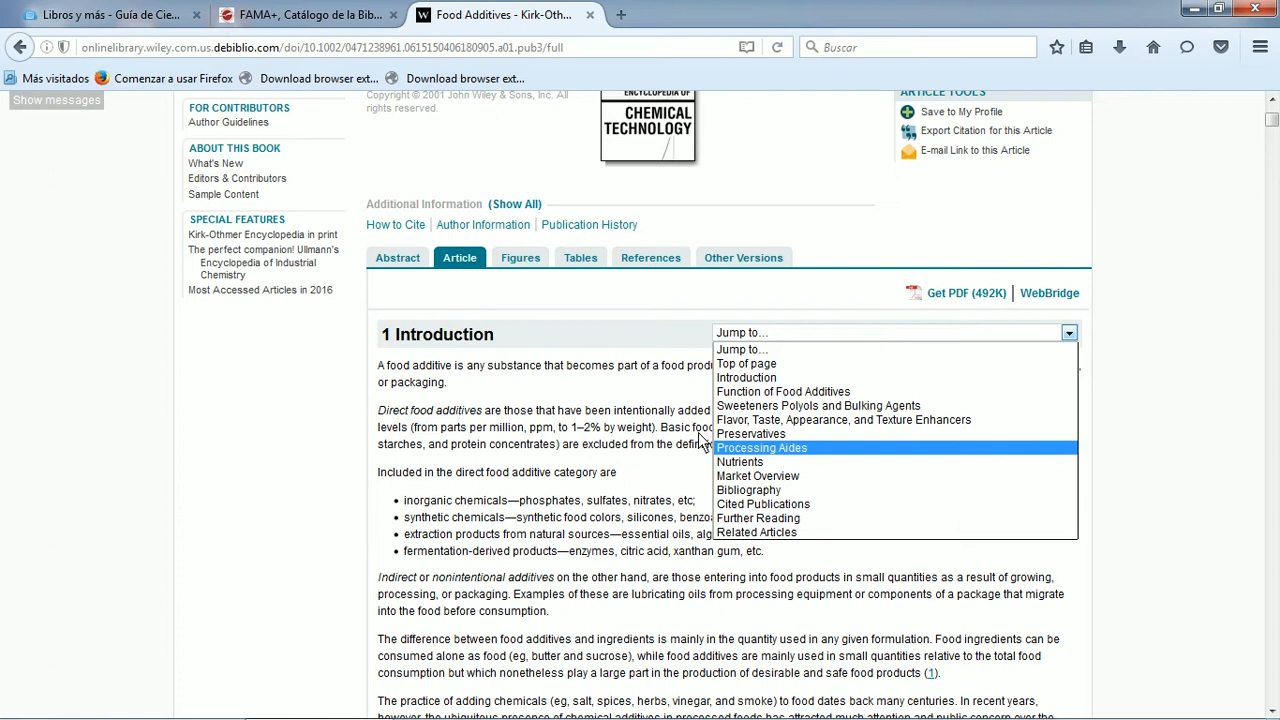 Libros y más - Guía de Cie...
FAMA+, Catálogo de la Bib...
Food Additives - Kirk-Oth...
onlinelibrary.wiley.com.us.debiblio.com/doi/10.1002/0471238961.0615150406180905.a01.pub3/full
Buscar
Más visitados
Comenzar a usar Firefox
Download browser ext...
Download browser ext...
Show messages
FOR CONTRIBUTORS
Author Guidelines
ABOUT THIS BOOK
What's New
Editors & Contributors
Sample Content
SPECIAL FEATURES
Kirk-Othmer Encyclopedia in print
The perfect companion! Ullmann's
Encyclopedia of Industrial
Chemistry
Most Accessed Articles in 2016
Copyright © 2001 John Wiley & Sons, Inc. All
rights reserved.
ENCYCLOPEDIA OF
CHEMICAL
TECHNOLOGY
ARTICLE TOOLS
Save to My Profile
Export Citation for this Article
E-mail Link to this Article
Additional Information (Show All)
How to Cite
Author Information
Publication History
Abstract
Article
Figures
Tables
References
Other Versions
Get PDF (492K)
WebBridge
1 Introduction
Jump to...
Jump to...
Top of page
Introduction
Function of Food Additives
Sweeteners Polyols and Bulking Agents
Flavor, Taste, Appearance, and Texture Enhancers
Preservatives
Processing Aides
Nutrients
Market Overview
Bibliography
Cited Publications
Further Reading
Related Articles
A food additive is any substance that becomes part of a food
or packaging.
Direct food additives are those that have been intentionally added
levels (from parts per million, ppm, to 1–2% by weight). Basic
starches, and protein concentrates) are excluded from the
Included in the direct food additive category are
• inorganic chemicals—phosphates, sulfates, nitrates, etc;
• synthetic chemicals—synthetic food colors, silicones,
• extraction products from natural sources—essential oils,
• fermentation-derived products—enzymes, citric acid, xanthan gum, etc.
Indirect or nonintentional additives on the other hand, are those entering into food products in small quantities as a result of growing,
processing, or packaging. Examples of these are lubricating oils from processing equipment or components of a package that migrate
into the food before consumption.
The difference between food additives and ingredients is mainly in the quantity used in any given formulation. Food ingredients can be
consumed alone as food (eg, butter and sucrose), while food additives are mainly used in small quantities relative to the total food
consumption but which nonetheless play a large part in the production of desirable and safe food products (1).
The practice of adding chemicals (eg, salt, spices, herbs, vinegar, and smoke) to food dates back many centuries. In recent years,
however, the ubiquitous presence of chemical additives in processed foods has attracted much attention and public concern over the